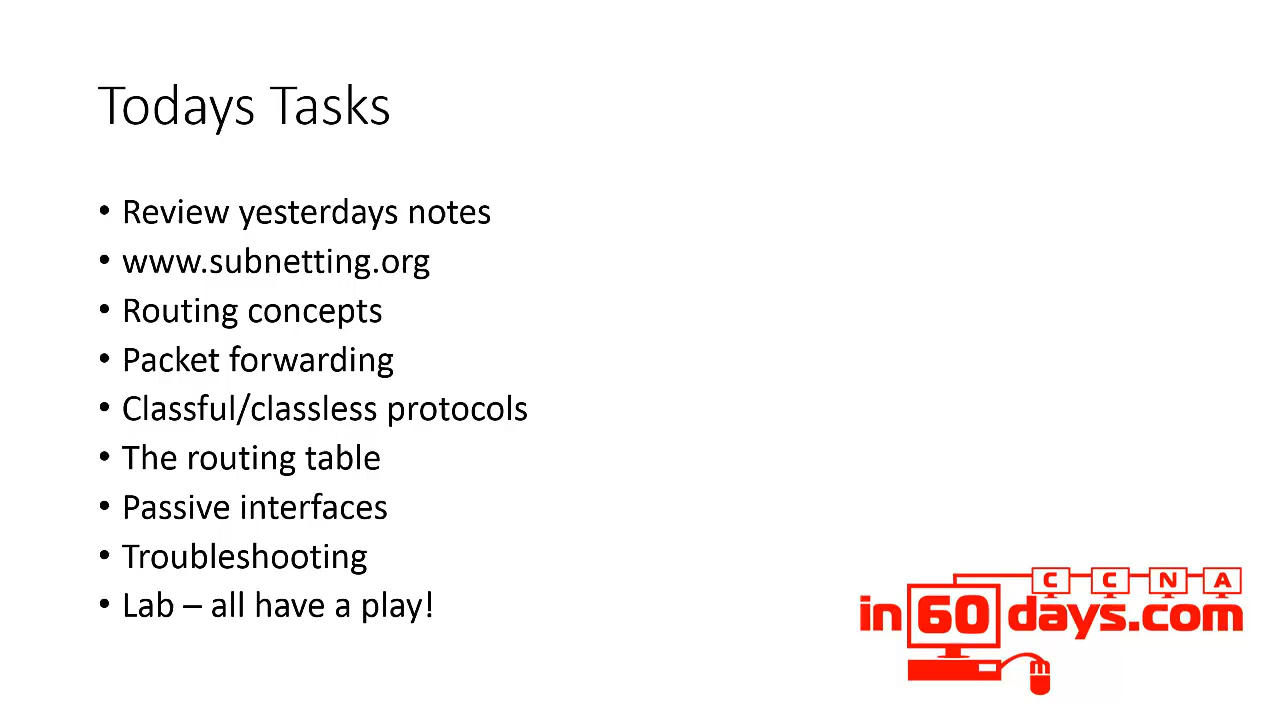 Todays Tasks
• Review yesterdays notes
• www.subnetting.org
• Routing concepts
• Packet forwarding
• Classful/classless protocols
• The routing table
• Passive interfaces
• Troubleshooting
• Lab – all have a play!
C C N A
in60days.com